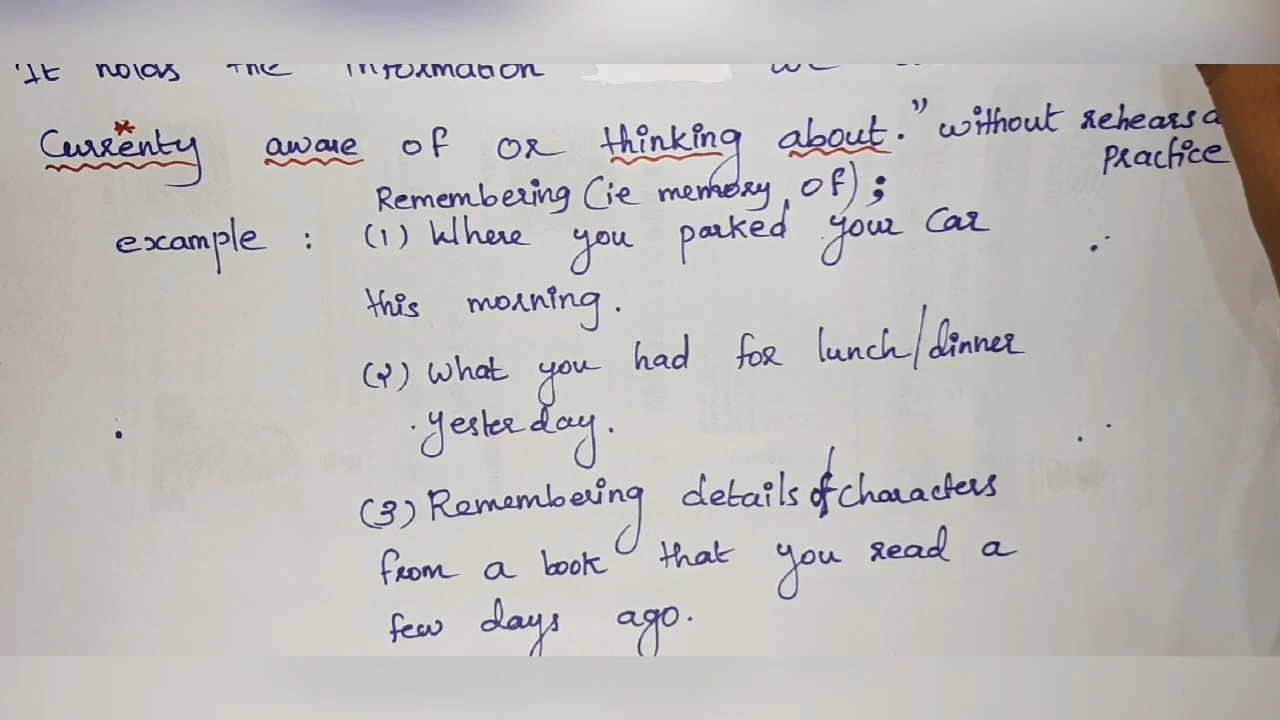 "It holds the information we
Currenty aware of or thinking about." without rehearsa
practice
Remembering (ie memory of);
example : (1) Where you parked your car
this morning.
(2) What you had for lunch/dinner
yesterday.
(3) Remembering details of characters
from a book that you read a
few days ago.